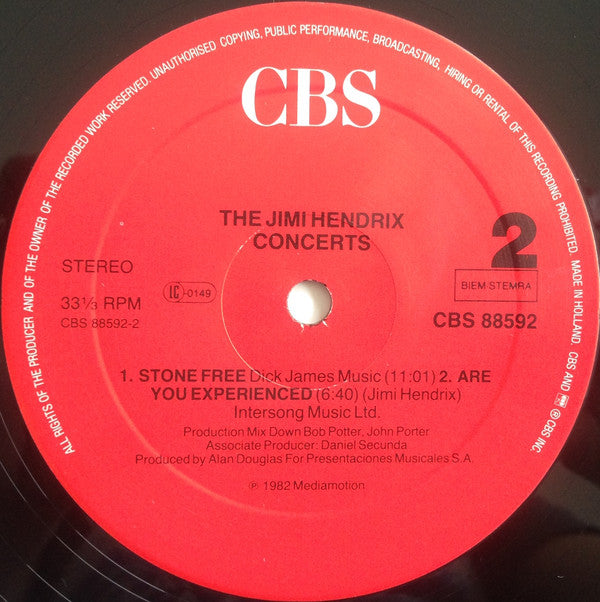 ALL RIGHTS OF THE PRODUCER AND OF THE OWNER OF THE RECORDED WORK RESERVED. UNAUTHORISED COPYING, PUBLIC PERFORMANCE, BROADCASTING, HIRING OR RENTAL OF THIS RECORDING PROHIBITED. MADE IN HOLLAND. CBS AND ® CBS INC.
CBS
THE JIMI HENDRIX
CONCERTS
2
STEREO
LC-0149
BIEM STEMRA
33⅓ RPM
CBS 88592
CBS 88592-2
1. STONE FREE Dick James Music (11:01) 2. ARE
YOU EXPERIENCED (6:40) (Jimi Hendrix)
Intersong Music Ltd.
Production Mix Down Bob Potter, John Porter
Associate Producer: Daniel Secunda
Produced by Alan Douglas For Presentaciones Musicales S.A.
℗ 1982 Mediamotion